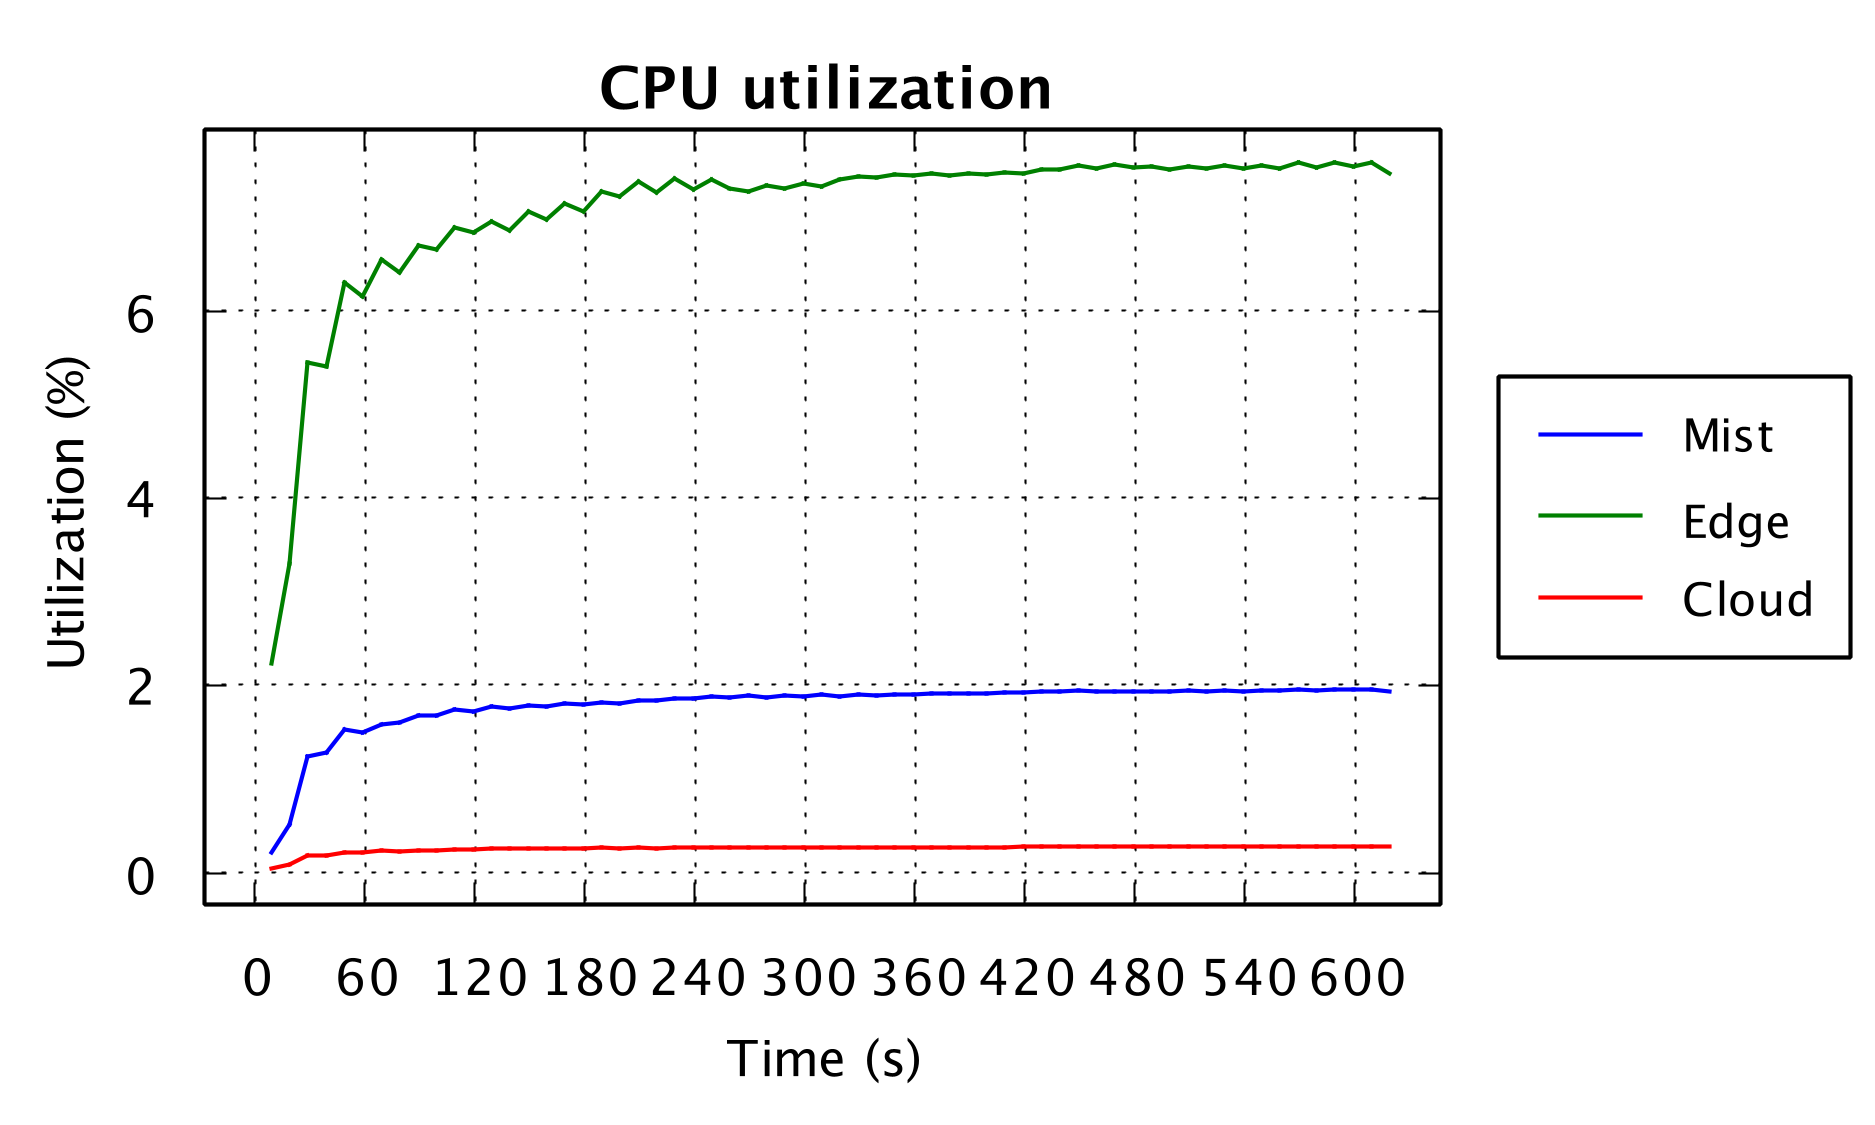 CPU utilization
Utilization (%)
6
4
2
0
0 60 120 180 240 300 360 420 480 540 600
Time (s)
Mist
Edge
Cloud